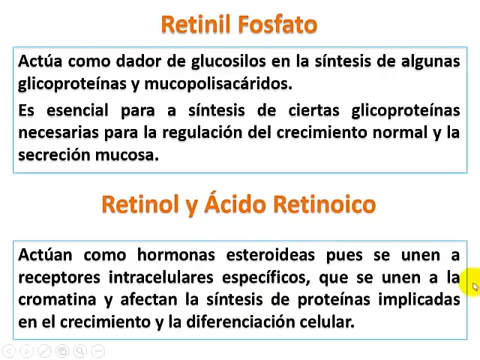 Retinil Fosfato
Actúa como dador de glucosilos en la síntesis de algunas
glicoproteínas y mucopolisacáridos.
Es esencial para a síntesis de ciertas glicoproteínas
necesarias para la regulación del crecimiento normal y la
secreción mucosa.
Retinol y Ácido Retinoico
Actúan como hormonas esteroideas pues se unen a
receptores intracelulares específicos, que se unen a la
cromatina y afectan la síntesis de proteínas implicadas
en el crecimiento y la diferenciación celular.